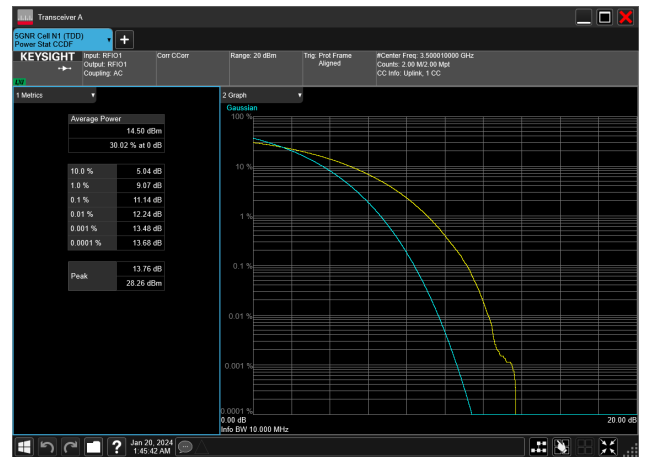 Transceiver A
5GNR Cell N1 (TDD)
Power Stat CCDF
KEYSIGHT
LXI
Input: RFIO1
Output: RFIO1
Coupling: AC
Corr CCorr
Range: 20 dBm
Trig: Prot Frame
Aligned
#Center Freq: 3.500010000 GHz
Counts: 2.00 M/2.00 Mpt
CC Info: Uplink, 1 CC
1 Metrics
Average Power
14.50 dBm
30.02 % at 0 dB
10.0 % 5.04 dB
1.0 % 9.07 dB
0.1 % 11.14 dB
0.01 % 12.24 dB
0.001 % 13.48 dB
0.0001 % 13.68 dB
Peak
13.76 dB
28.26 dBm
2 Graph
Gaussian
100 %
10 %
1 %
0.1 %
0.01 %
0.001 %
0.0001 %
0.00 dB
20.00 dB
Info BW 10.000 MHz
?
Jan 20, 2024
1:45:42 AM